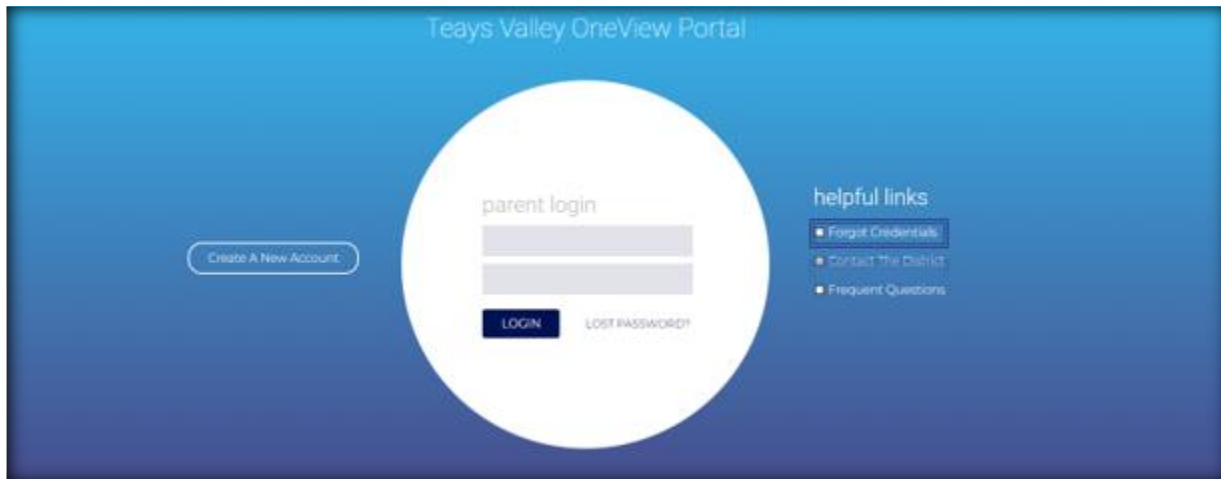 Teays Valley OneView Portal
parent login
Create A New Account
LOGIN
LOST PASSWORD?
helpful links
Forgot Credentials
Contact The District
Frequent Questions